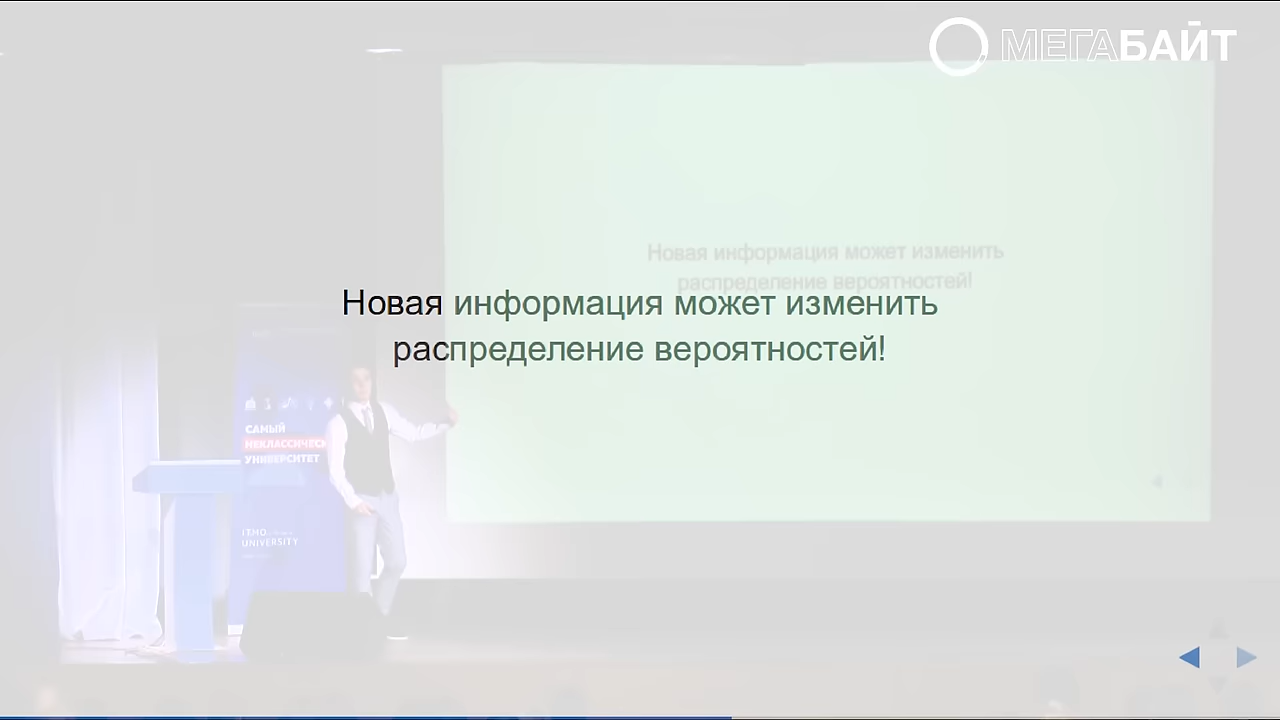 МЕГАБАЙТ
Новая информация может изменить
распределение вероятностей!
Новая информация может изменить
распределение вероятностей!
САМЫЙ
НЕКЛАССИЧЕСК
УНИВЕРСИТЕТ
ITMO
UNIVERSITY